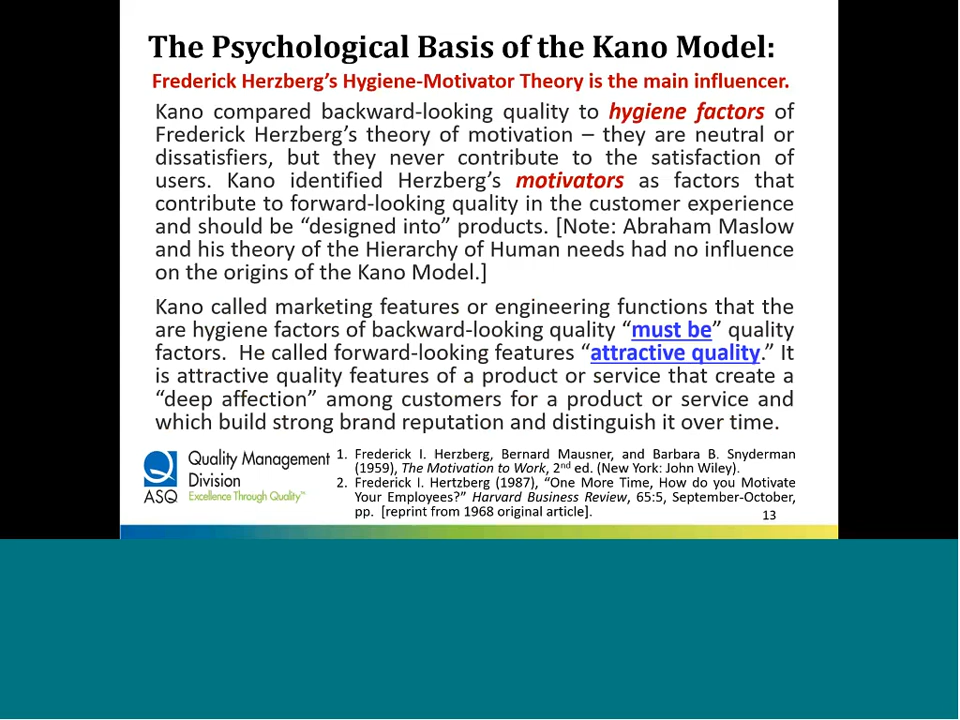 The Psychological Basis of the Kano Model:
Frederick Herzberg's Hygiene-Motivator Theory is the main influencer.
Kano compared backward-looking quality to hygiene factors of
Frederick Herzberg's theory of motivation – they are neutral or
dissatisfiers, but they never contribute to the satisfaction of
users. Kano identified Herzberg's motivators as factors that
contribute to forward-looking quality in the customer experience
and should be "designed into" products. [Note: Abraham Maslow
and his theory of the Hierarchy of Human needs had no influence
on the origins of the Kano Model.]
Kano called marketing features or engineering functions that the
are hygiene factors of backward-looking quality "must be" quality
factors. He called forward-looking features "attractive quality." It
is attractive quality features of a product or service that create a
"deep affection" among customers for a product or service and
which build strong brand reputation and distinguish it over time.
ASQ
Quality Management
Division
Excellence Through Quality™
1. Frederick I. Herzberg, Bernard Mausner, and Barbara B. Snyderman
(1959), The Motivation to Work, 2nd ed. (New York: John Wiley).
2. Frederick I. Hertzberg (1987), "One More Time, How do you Motivate
Your Employees?" Harvard Business Review, 65:5, September-October,
pp. [reprint from 1968 original article].
13